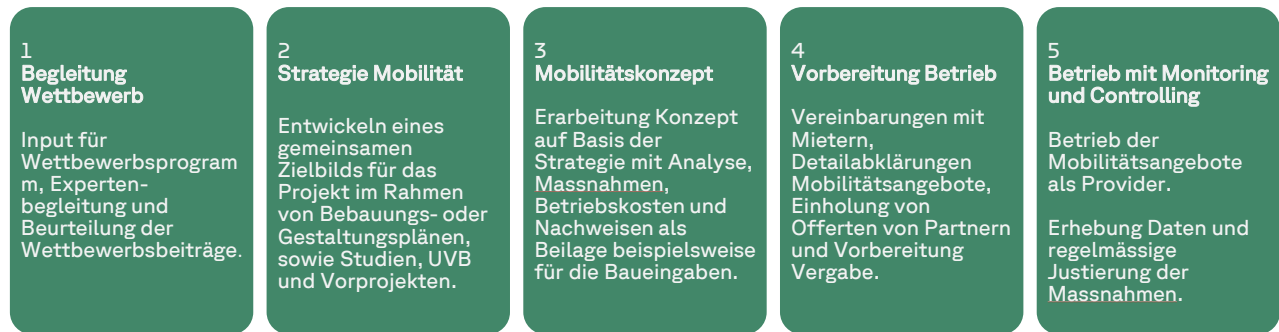 1
Begleitung
Wettbewerb
Input für
Wettbewerbsprogram
m, Experten-
begleitung und
Beurteilung der
Wettbewerbsbeiträge.
2
Strategie Mobilität
Entwickeln eines
gemeinsamen
Zielbilds für das
Projekt im Rahmen
von Bebauungs- oder
Gestaltungsplänen,
sowie Studien, UVB
und Vorprojekten.
3
Mobilitätskonzept
Erarbeitung Konzept
auf Basis der
Strategie mit Analyse,
Massnahmen,
Betriebskosten und
Nachweisen als
Beilage beispielsweise
für die Baueingaben.
4
Vorbereitung Betrieb
Vereinbarungen mit
Mietern,
Detailabklärungen
Mobilitätsangebote,
Einholung von
Offerten von Partnern
und Vorbereitung
Vergabe.
5
Betrieb mit Monitoring
und Controlling
Betrieb der
Mobilitätsangebote
als Provider.
Erhebung Daten und
regelmässige
Justierung der
Massnahmen.